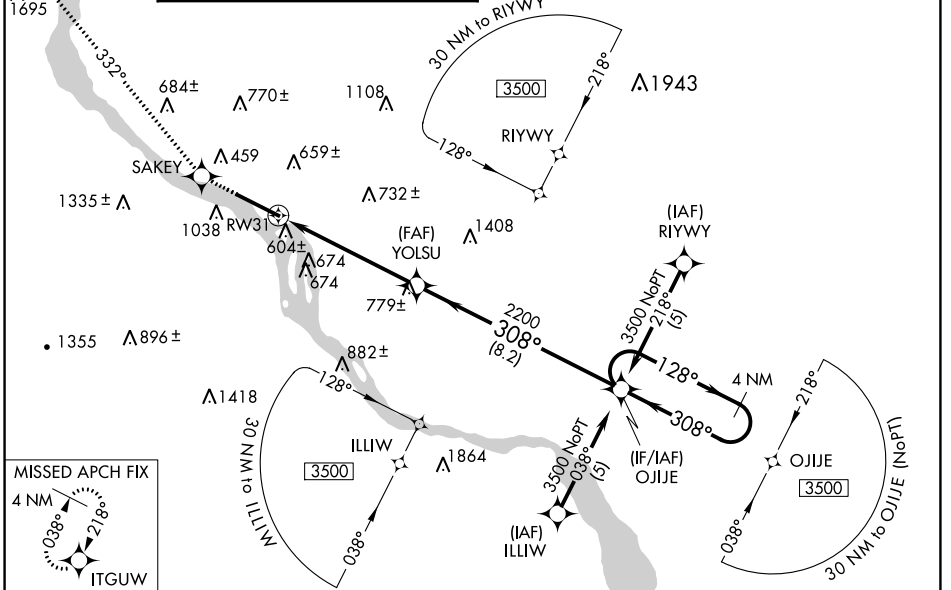 1695
332°
684±
770±
1108
30 NM to RIYWY
3500
218°
1943
RIYWY
128°
SAKEY
459
659±
732±
1335±
1038
RW31
604±
674
674
(FAF)
YOLSU
1408
779±
(IAF)
RIYWY
3500 NoPT
218°
(5)
2200
308°
(8.2)
1355
896±
882±
1418
128°
4 NM
308°
128°
30 NM to ILLIW
3500
ILLIW
038°
1864
3500 NoPT
038°
(5)
(IF/IAF)
OJIJE
(IAF)
ILLIW
218°
OJIJE
3500
038°
30 NM to OJIJE (NoPT)
MISSED APCH FIX
4 NM
038°
218°
ITGUW